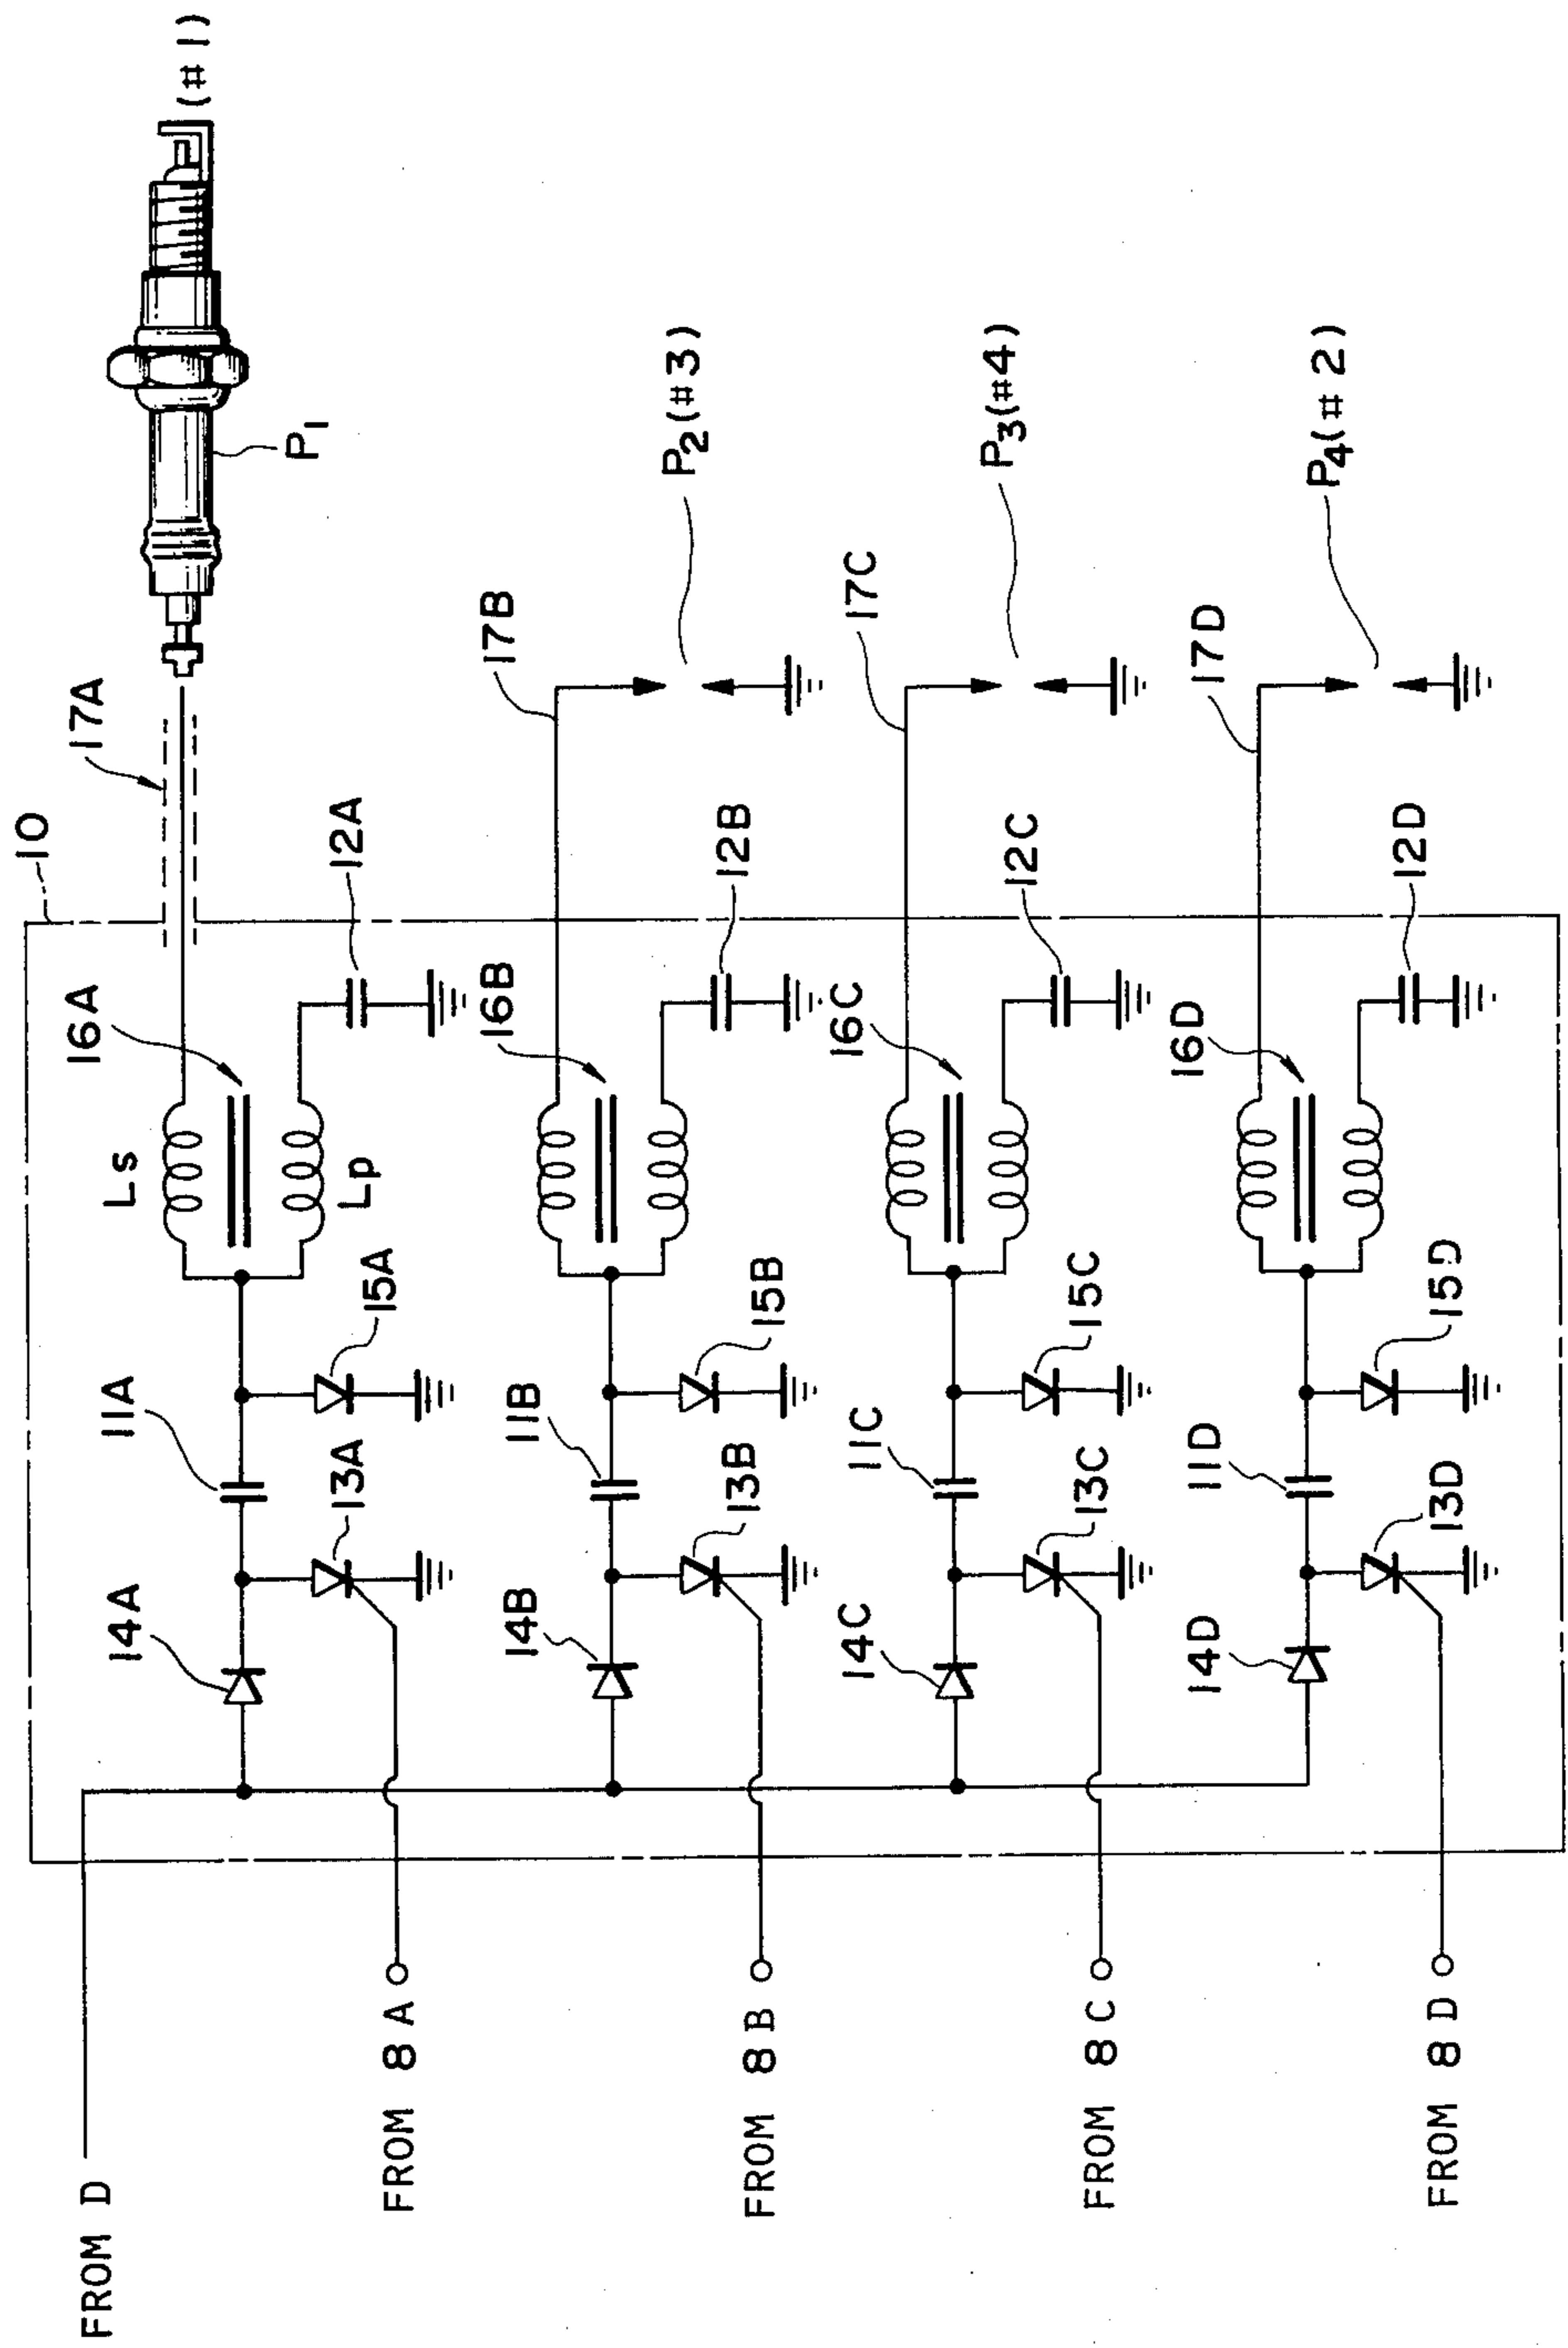 FROM D
10
14A
11A
16A
17A
Ls
Lp
13A
15A
12A
P1
(#1)
FROM 8A
14B
11B
16B
17B
13B
15B
12B
P2(#3)
FROM 8B
14C
11C
16C
17C
13C
15C
12C
P3(#4)
FROM 8C
14D
11D
16D
17D
13D
15D
12D
P4(#2)
FROM 8D